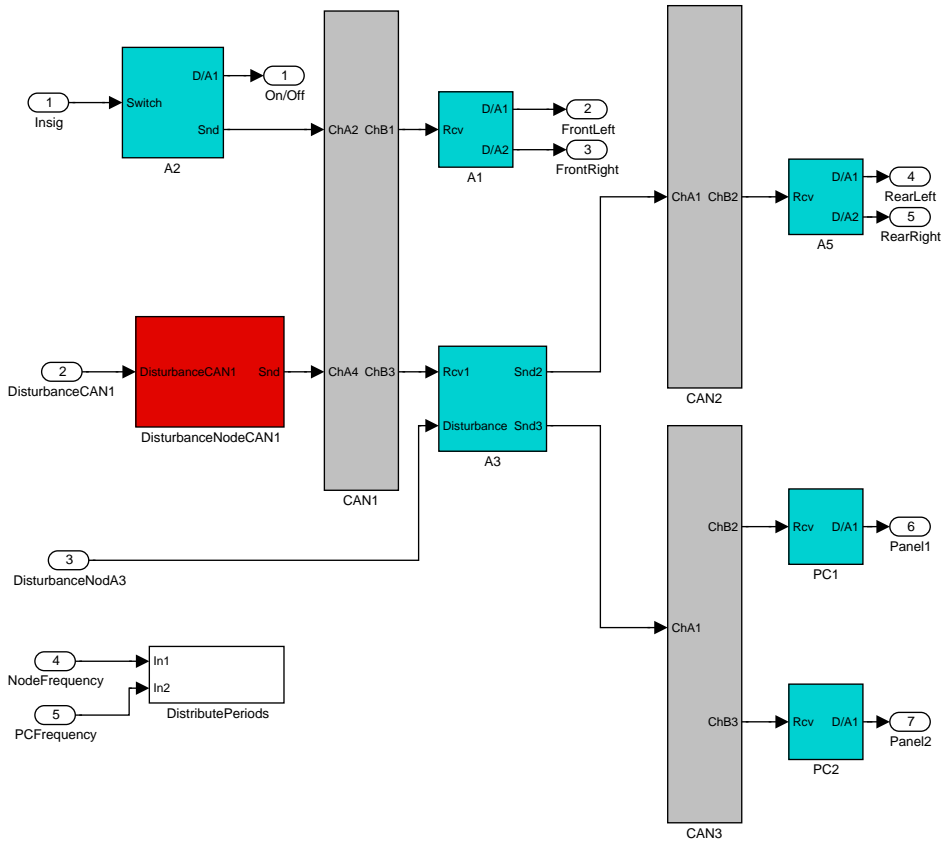 1
Insig
Switch
D/A1
Snd
A2
1
On/Off
ChA2
ChB1
ChA4
ChB3
CAN1
Rcv
D/A1
D/A2
A1
2
FrontLeft
3
FrontRight
ChA1
ChB2
CAN2
Rcv
D/A1
D/A2
A5
4
RearLeft
5
RearRight
2
DisturbanceCAN1
DisturbanceCAN1
Snd
DisturbanceNodeCAN1
Rcv1
Snd2
Disturbance
Snd3
A3
3
DisturbanceNodA3
ChB2
ChA1
ChB3
CAN3
Rcv
D/A1
PC1
6
Panel1
4
NodeFrequency
5
PCFrequency
In1
In2
DistributePeriods
Rcv
D/A1
PC2
7
Panel2